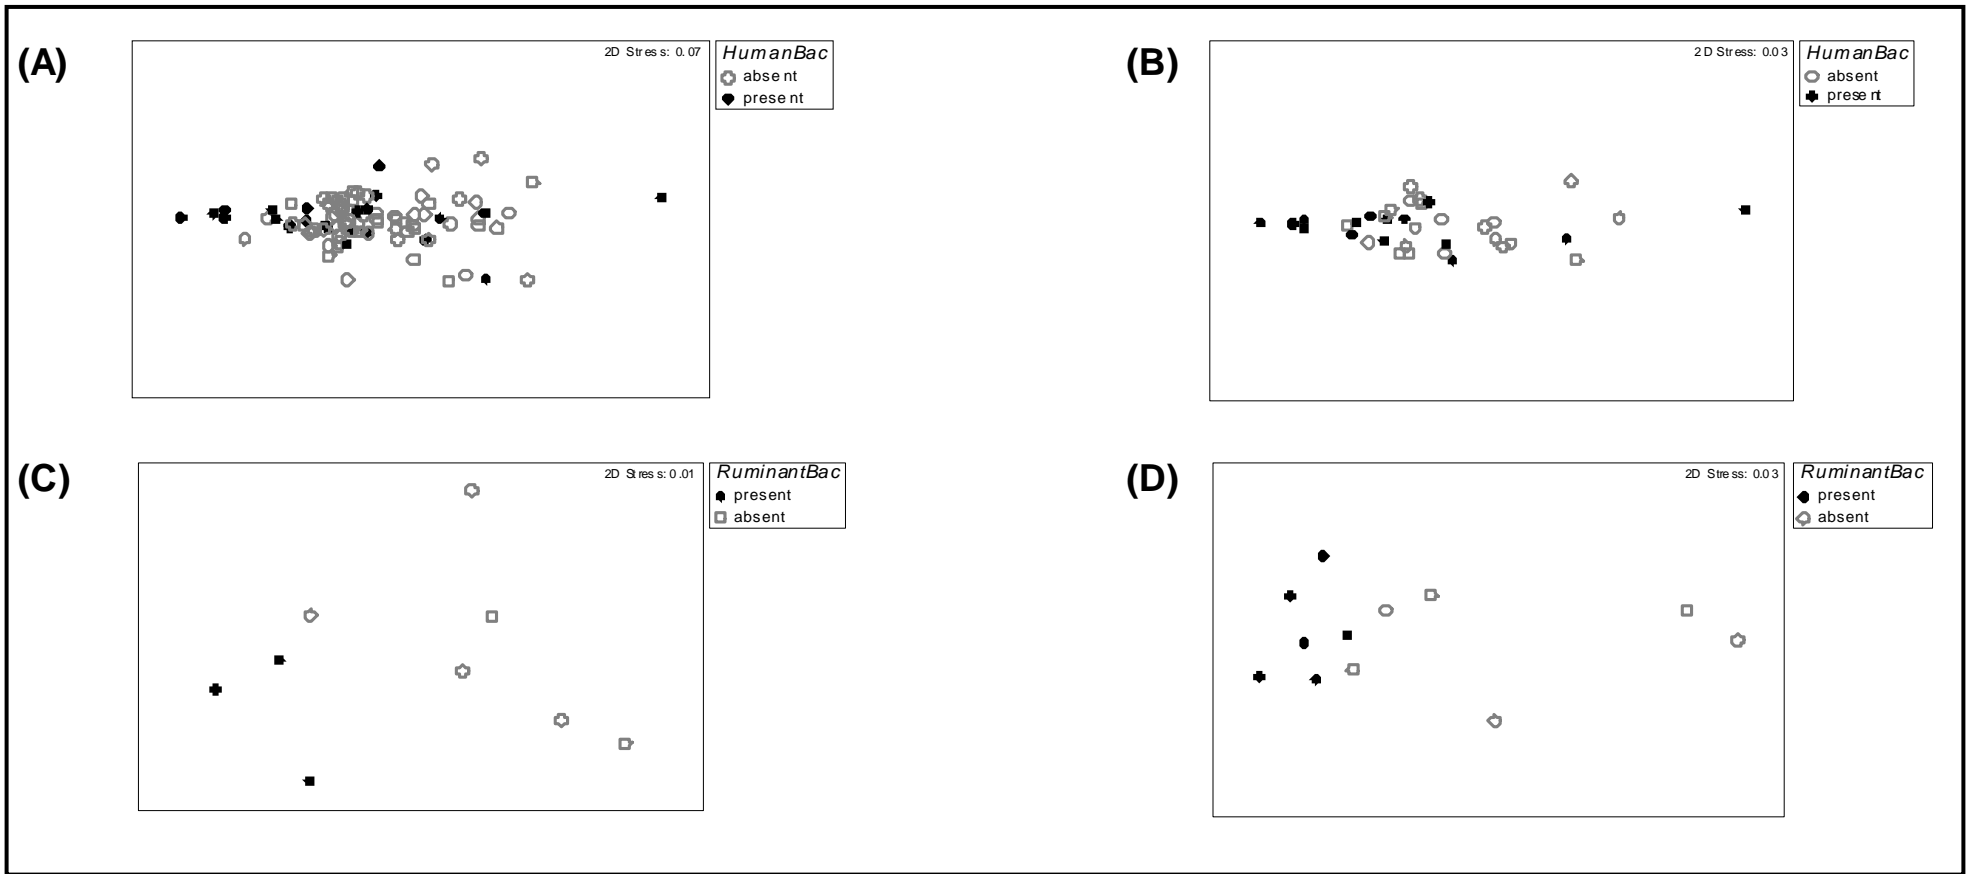 (A)
2D Stress: 0.07
HumanBac
absent
present
(B)
2D Stress: 0.03
HumanBac
absent
present
(C)
2D Stress: 0.01
RuminantBac
present
absent
(D)
2D Stress: 0.03
RuminantBac
present
absent